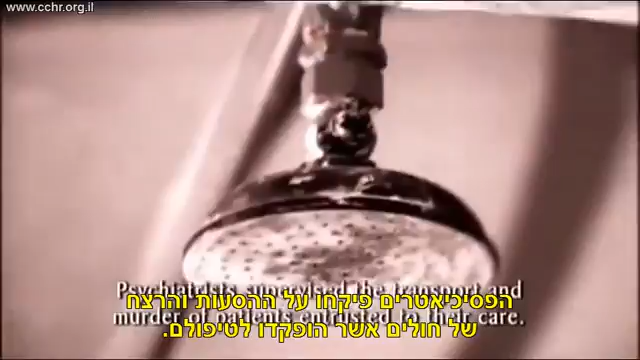 www.cchr.org.il
Psychiatrists supervised the transport and
הפסיכיאטרים פיקחו על ההסעות והרצח
murder of patients entrusted to their care.
של חולים אשר הופקדו לטיפולם.